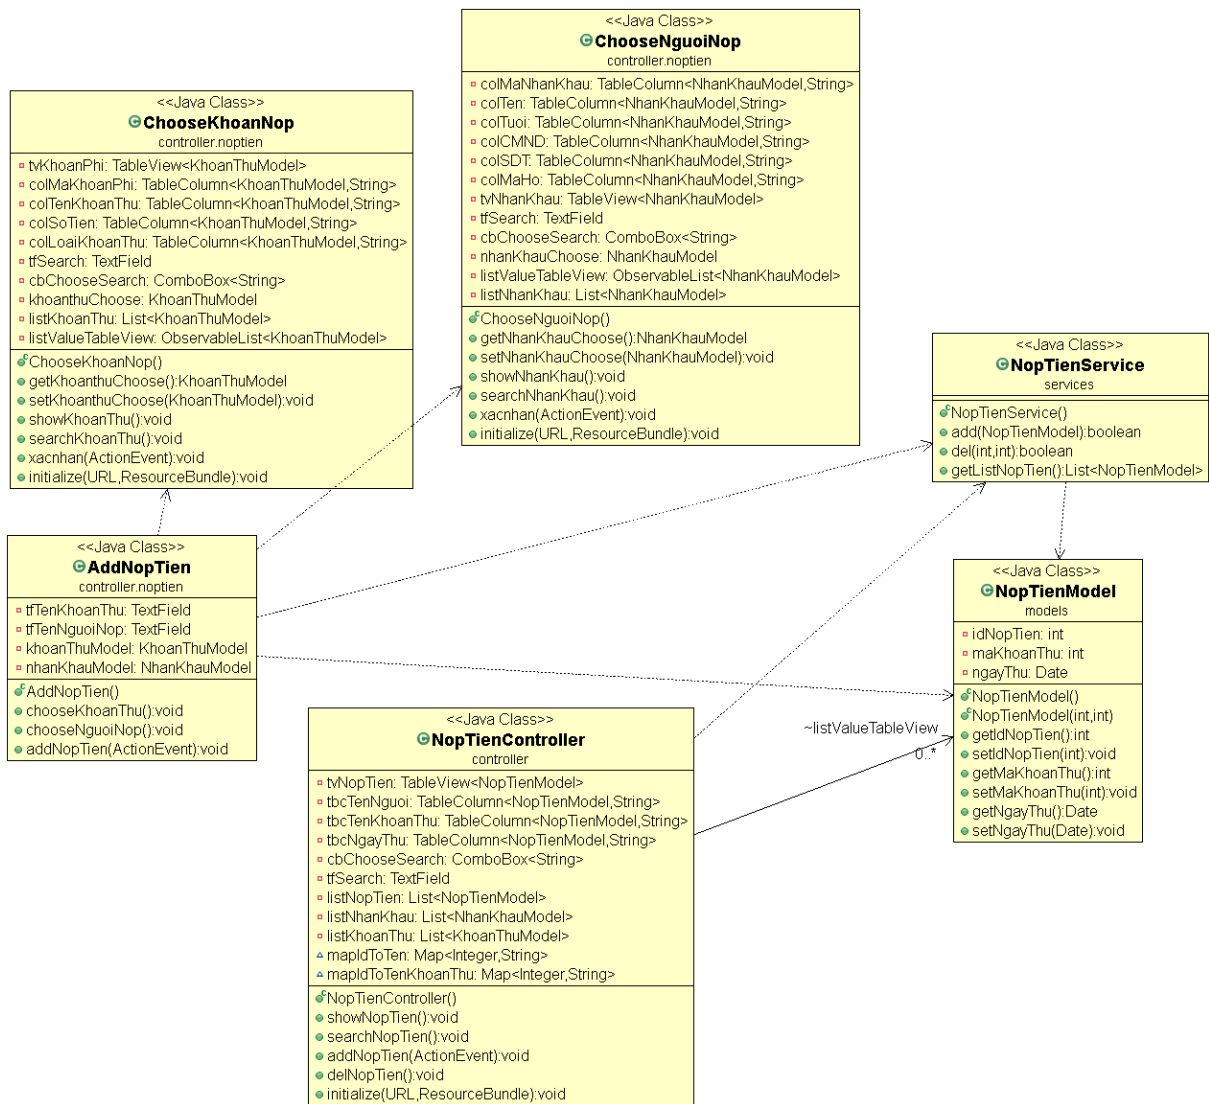 <<Java Class>>
ChooseNguoiNop
controller.noptien
colMaNhanKhau: TableColumn<NhanKhauModel,String>
colTen: TableColumn<NhanKhauModel,String>
colTuoi: TableColumn<NhanKhauModel,String>
colCMND: TableColumn<NhanKhauModel,String>
colSDT: TableColumn<NhanKhauModel,String>
colMaHo: TableColumn<NhanKhauModel,String>
tvNhanKhau: TableView<NhanKhauModel>
tfSearch: TextField
cbChooseSearch: ComboBox<String>
nhanKhauChoose: NhanKhauModel
listValueTableView: ObservableList<NhanKhauModel>
listNhanKhau: List<NhanKhauModel>
ChooseNguoiNop()
getNhanKhauChoose():NhanKhauModel
setNhanKhauChoose(NhanKhauModel):void
showNhanKhau():void
searchNhanKhau():void
xacnhan(ActionEvent):void
initialize(URL,ResourceBundle):void
<<Java Class>>
ChooseKhoanNop
controller.noptien
tvKhoanPhi: TableView<KhoanThuModel>
colMaKhoanPhi: TableColumn<KhoanThuModel,String>
colTenKhoanThu: TableColumn<KhoanThuModel,String>
colSoTien: TableColumn<KhoanThuModel,String>
colLoaiKhoanThu: TableColumn<KhoanThuModel,String>
tfSearch: TextField
cbChooseSearch: ComboBox<String>
khoanthuChoose: KhoanThuModel
listKhoanThu: List<KhoanThuModel>
listValueTableView: ObservableList<KhoanThuModel>
ChooseKhoanNop()
getKhoanthuChoose():KhoanThuModel
setKhoanthuChoose(KhoanThuModel):void
showKhoanThu():void
searchKhoanThu():void
xacnhan(ActionEvent):void
initialize(URL,ResourceBundle):void
<<Java Class>>
NopTienService
services
NopTienService()
add(NopTienModel):boolean
del(int,int):boolean
getListNopTien():List<NopTienModel>
<<Java Class>>
AddNopTien
controller.noptien
tfTenKhoanThu: TextField
tfTenNguoiNop: TextField
khoanThuModel: KhoanThuModel
nhanKhauModel: NhanKhauModel
AddNopTien()
chooseKhoanThu():void
chooseNguoiNop():void
addNopTien(ActionEvent):void
<<Java Class>>
NopTienModel
models
idNopTien: int
maKhoanThu: int
ngayThu: Date
NopTienModel()
NopTienModel(int,int)
getIdNopTien():int
setIdNopTien(int):void
getMaKhoanThu():int
setMaKhoanThu(int):void
getNgayThu():Date
setNgayThu(Date):void
~listValueTableView
0..*
<<Java Class>>
NopTienController
controller
tvNopTien: TableView<NopTienModel>
tbcTenNguoi: TableColumn<NopTienModel,String>
tbcTenKhoanThu: TableColumn<NopTienModel,String>
tbcNgayThu: TableColumn<NopTienModel,String>
cbChooseSearch: ComboBox<String>
tfSearch: TextField
listNopTien: List<NopTienModel>
listNhanKhau: List<NhanKhauModel>
listKhoanThu: List<KhoanThuModel>
mapIdToTen: Map<Integer,String>
mapIdToTenKhoanThu: Map<Integer,String>
NopTienController()
showNopTien():void
searchNopTien():void
addNopTien(ActionEvent):void
delNopTien():void
initialize(URL,ResourceBundle):void